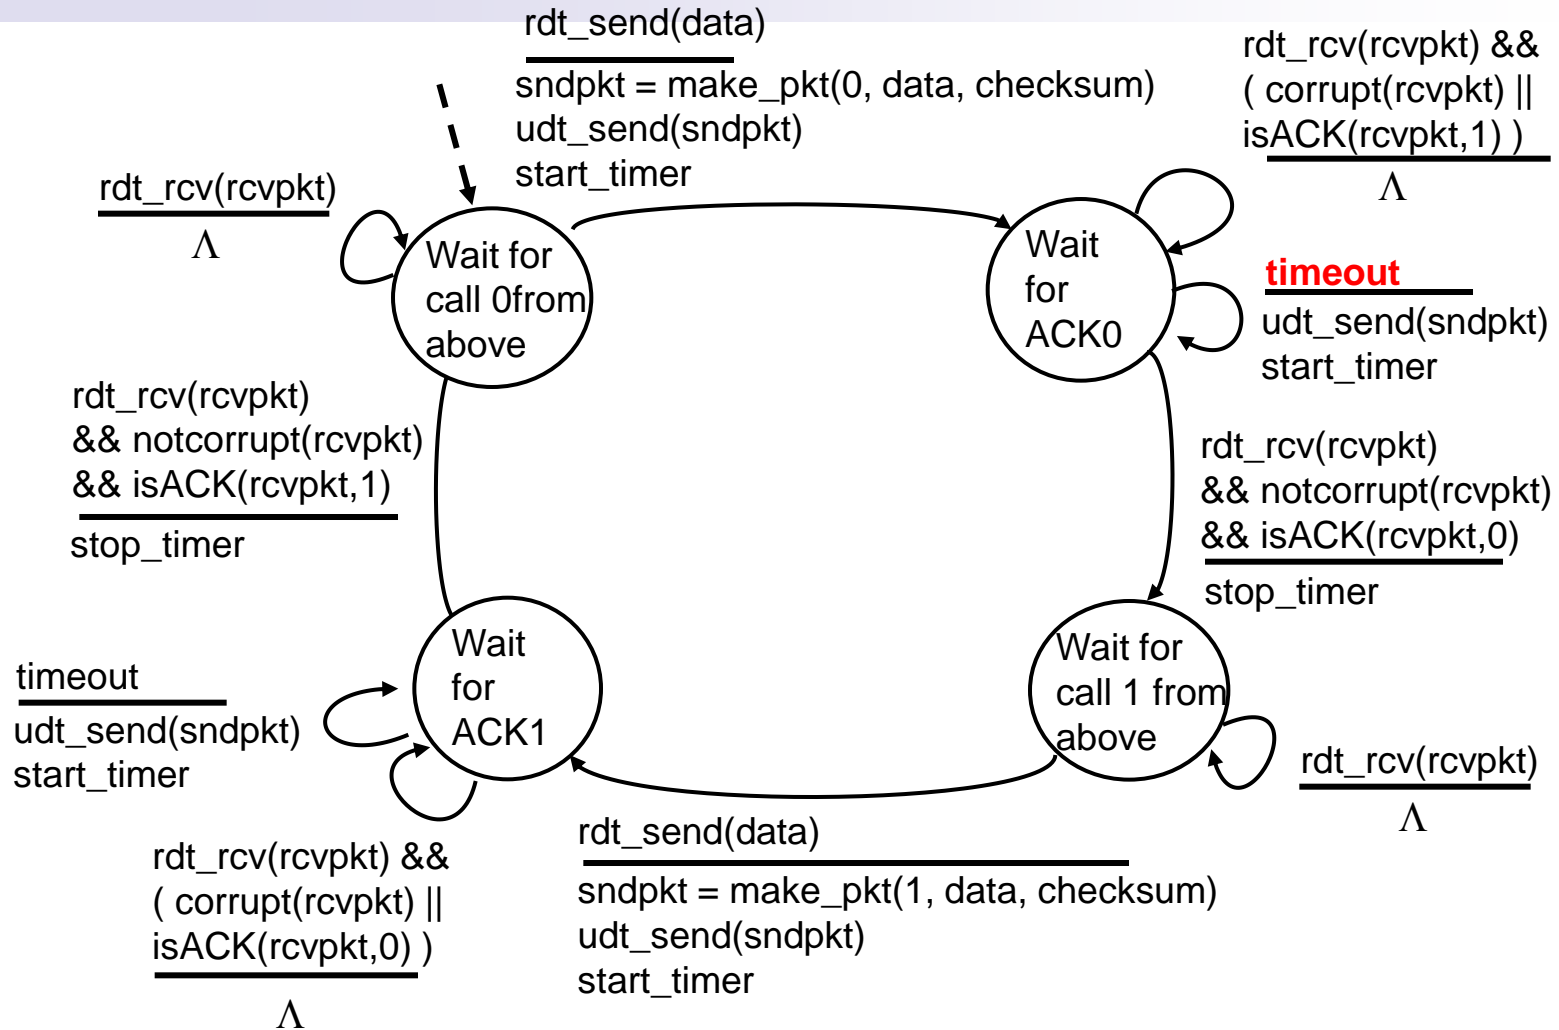 rdt_send(data)
sndpkt = make_pkt(0, data, checksum)
udt_send(sndpkt)
start_timer
rdt_rcv(rcvpkt) &&
( corrupt(rcvpkt) ||
isACK(rcvpkt,1) )
Λ
rdt_rcv(rcvpkt)
Λ
Wait for
call 0from
above
Wait
for
ACK0
timeout
udt_send(sndpkt)
start_timer
rdt_rcv(rcvpkt)
&& notcorrupt(rcvpkt)
&& isACK(rcvpkt,1)
stop_timer
rdt_rcv(rcvpkt)
&& notcorrupt(rcvpkt)
&& isACK(rcvpkt,0)
stop_timer
timeout
udt_send(sndpkt)
start_timer
Wait
for
ACK1
Wait for
call 1 from
above
rdt_rcv(rcvpkt)
Λ
rdt_rcv(rcvpkt) &&
( corrupt(rcvpkt) ||
isACK(rcvpkt,0) )
Λ
rdt_send(data)
sndpkt = make_pkt(1, data, checksum)
udt_send(sndpkt)
start_timer